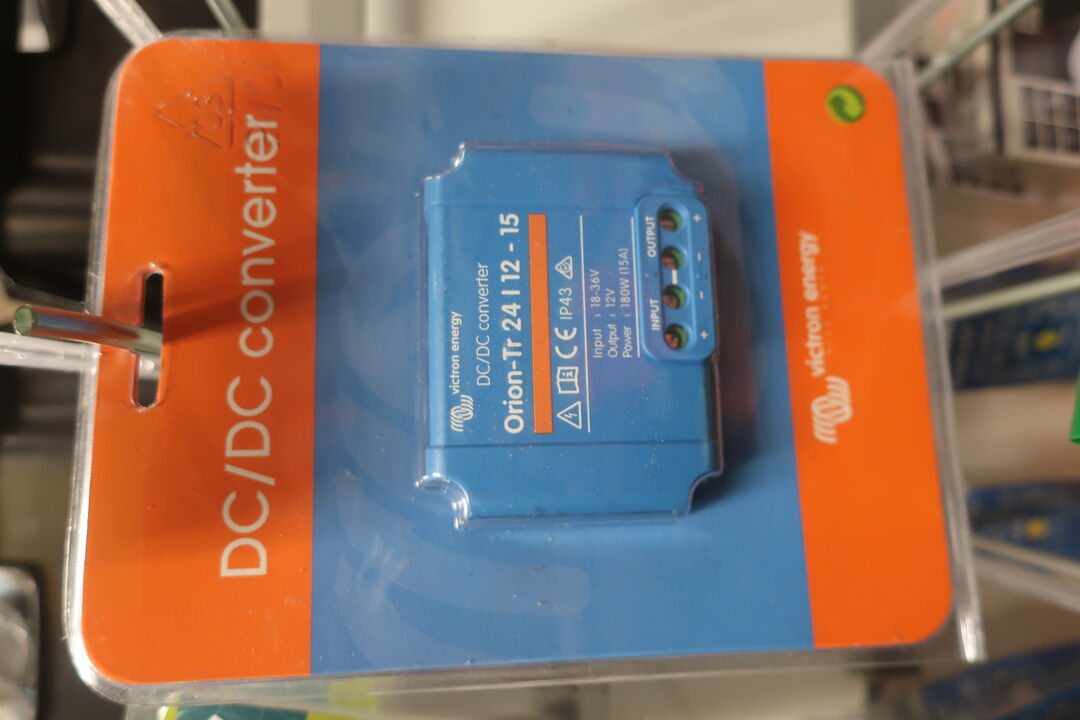 DC/DC converter
victron energy
DC/DC converter
Orion-Tr 24 | 12 - 15
CE IP43
Input : 18-36V
Output : 12V
Power : 180W (15A)
INPUT OUTPUT
+ - - +
victron energy